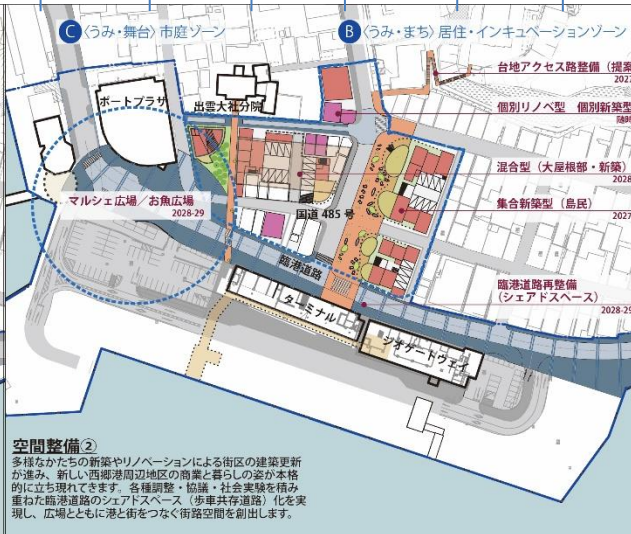 C 〈うみ・舞台〉市庭ゾーン
B 〈うみ・まち〉居住・インキュベーションゾーン
台地アクセス路整備（提案
ポートプラザ
出雲大社分院
個別リノベ型 個別新築型
随時
混合型（大屋根部・新築）
2028
マルシェ広場／お魚広場
2028-29
国道 485 号
集合新築型（島民）
2027
臨港道路
臨港道路再整備
（シェアドスペース）
2028-29
ターミナル
ジオゲートウェイ
空間整備②
多様なかたちの新築やリノベーションによる街区の建築更新
が進み、新しい西郷港周辺地区の商業と暮らしの姿が本格
的に立ち現れてきます。各種調整・協議・社会実験を積み
重ねた臨港道路のシェアドスペース（歩車共存道路）化を実
現し、広場とともに港と街をつなぐ街路空間を創出します。